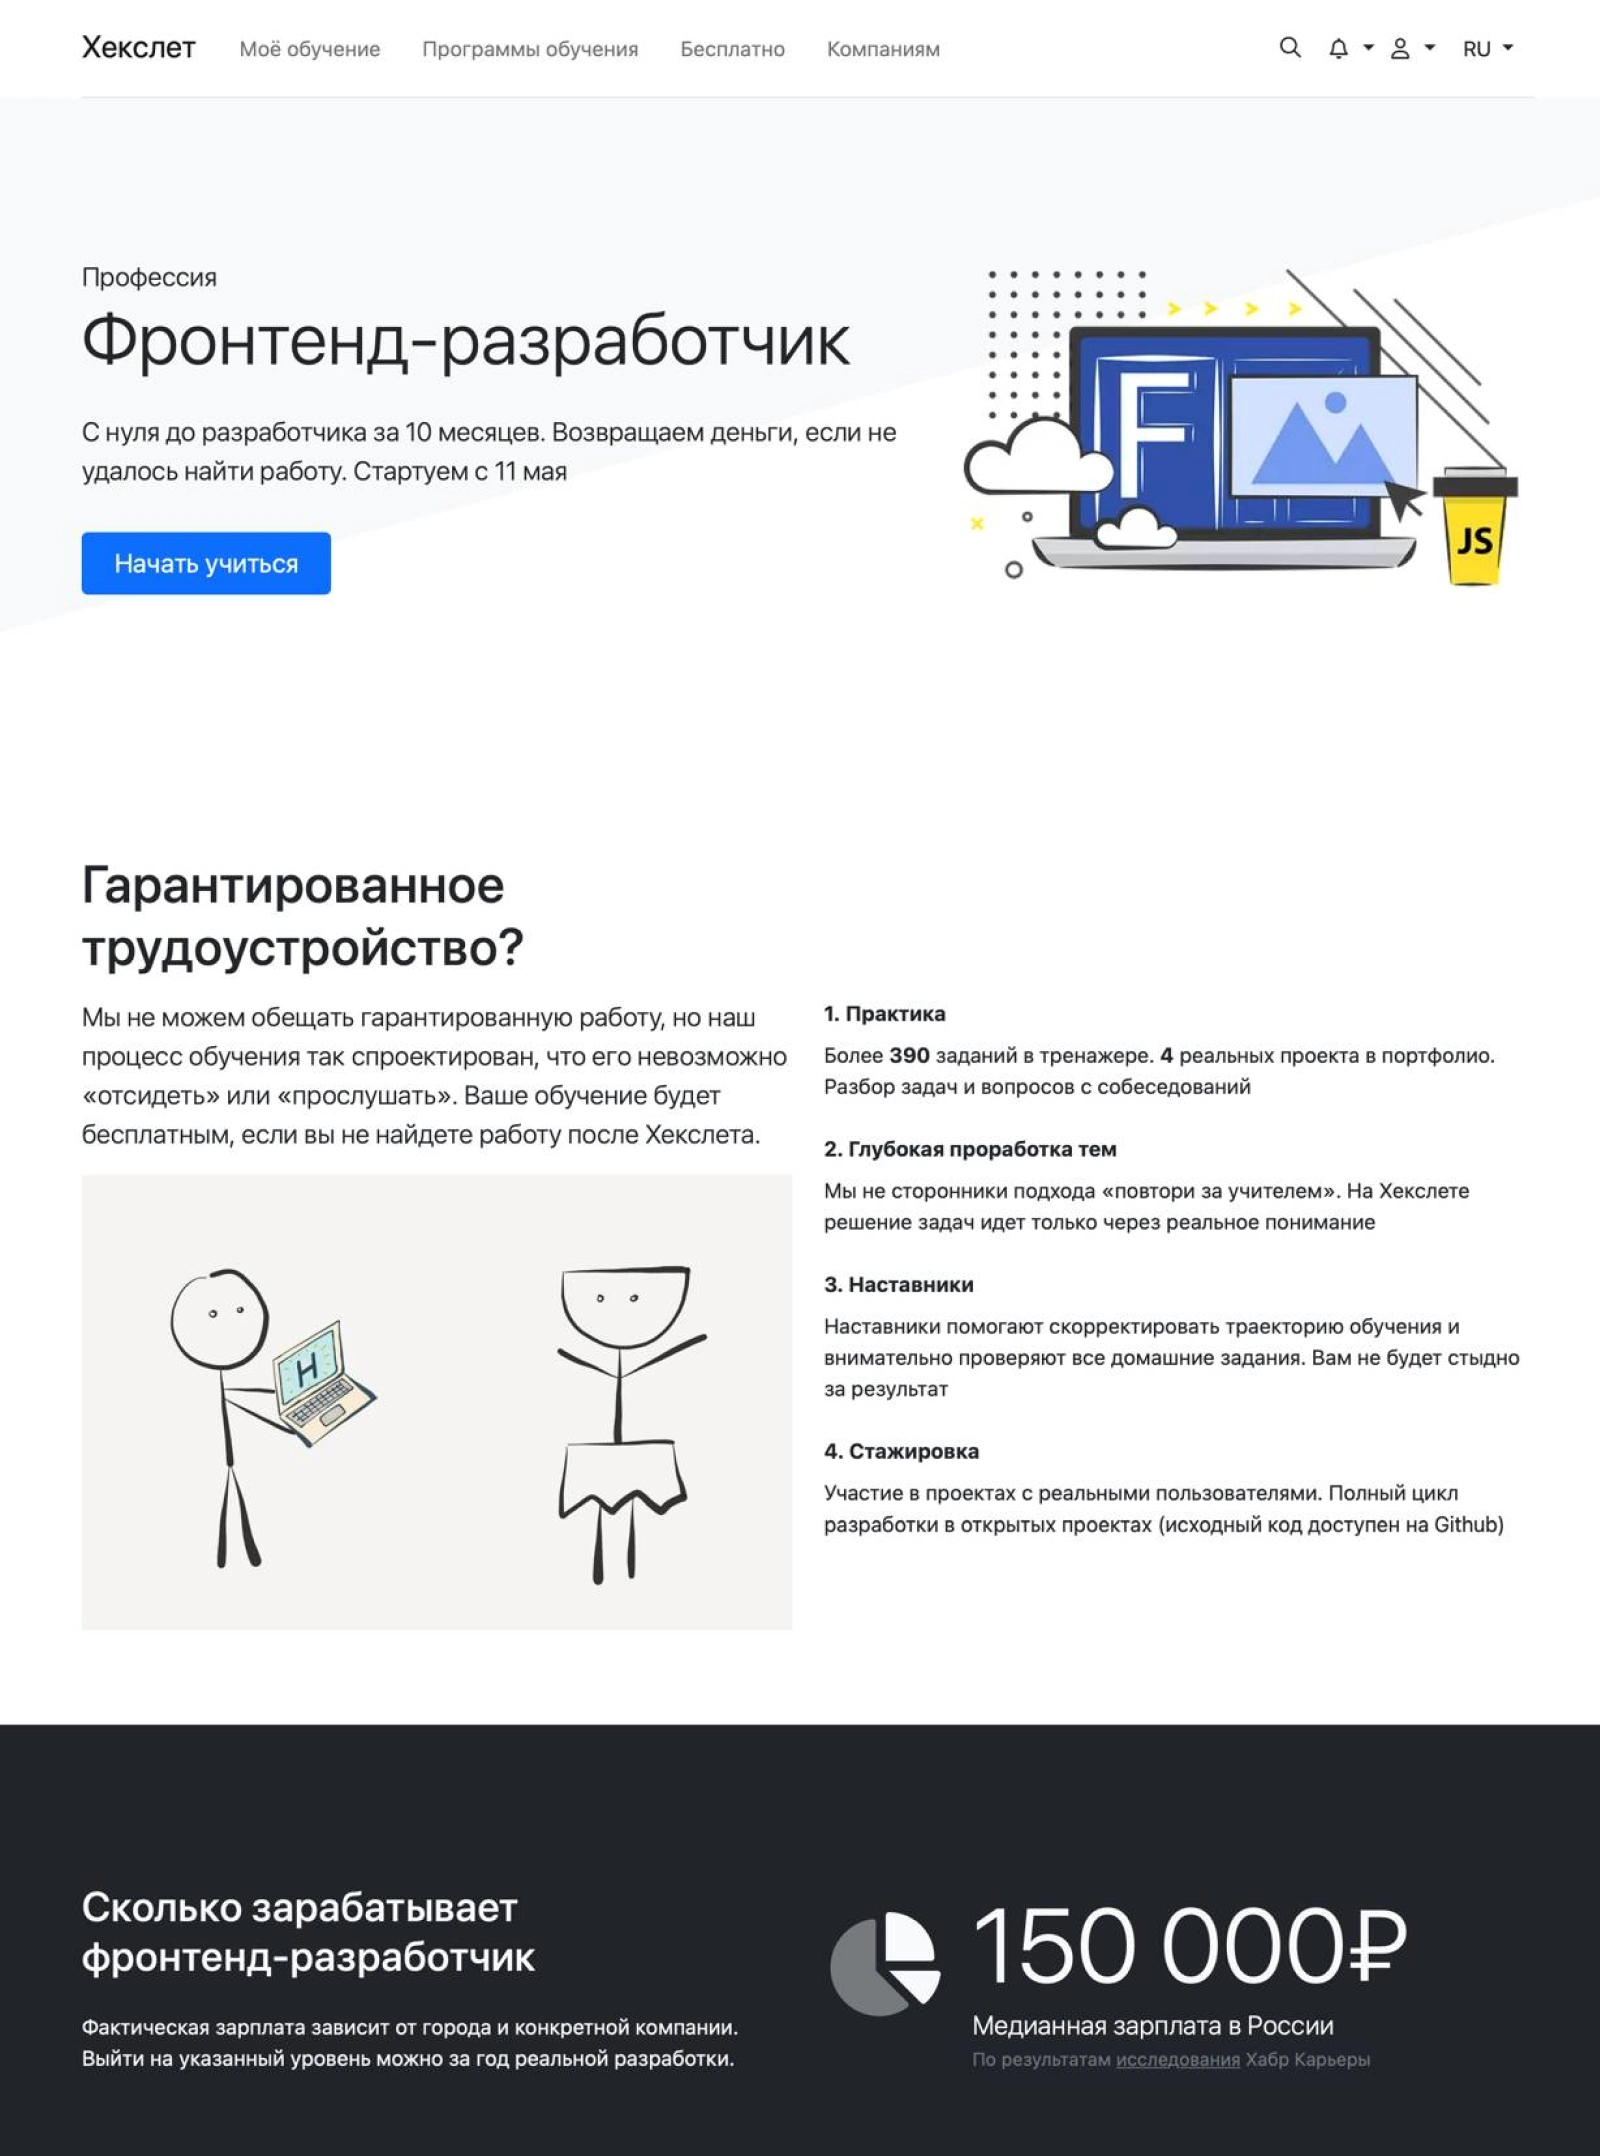 Хекслет Моё обучение Программы обучения Бесплатно Компаниям RU
Профессия
Фронтенд-разработчик
С нуля до разработчика за 10 месяцев. Возвращаем деньги, если не
удалось найти работу. Стартуем с 11 мая
Начать учиться
F
JS
Гарантированное
трудоустройство?
Мы не можем обещать гарантированную работу, но наш
процесс обучения так спроектирован, что его невозможно
«отсидеть» или «прослушать». Ваше обучение будет
бесплатным, если вы не найдете работу после Хекслета.
H
1. Практика
Более 390 заданий в тренажере. 4 реальных проекта в портфолио.
Разбор задач и вопросов с собеседований
2. Глубокая проработка тем
Мы не сторонники подхода «повтори за учителем». На Хекслете
решение задач идет только через реальное понимание
3. Наставники
Наставники помогают скорректировать траекторию обучения и
внимательно проверяют все домашние задания. Вам не будет стыдно
за результат
4. Стажировка
Участие в проектах с реальными пользователями. Полный цикл
разработки в открытых проектах (исходный код доступен на Github)
Сколько зарабатывает
фронтенд-разработчик
Фактическая зарплата зависит от города и конкретной компании.
Выйти на указанный уровень можно за год реальной разработки.
150 000₽
Медианная зарплата в России
По результатам исследования Хабр Карьеры